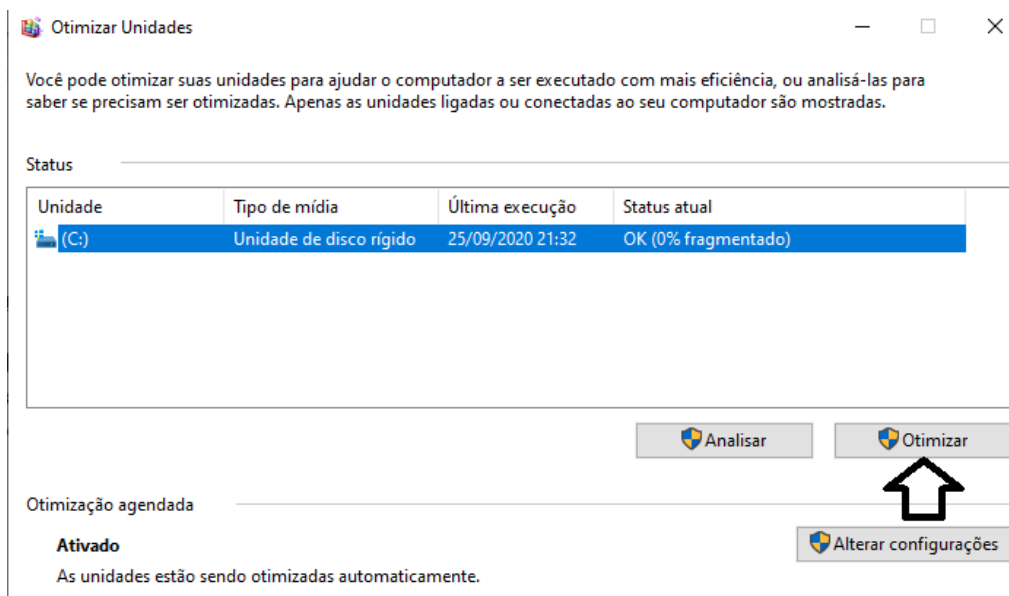 Otimizar Unidades
Você pode otimizar suas unidades para ajudar o computador a ser executado com mais eficiência, ou analisá-las para
saber se precisam ser otimizadas. Apenas as unidades ligadas ou conectadas ao seu computador são mostradas.
Status
Unidade Tipo de mídia Última execução Status atual
(C:) Unidade de disco rígido 25/09/2020 21:32 OK (0% fragmentado)
Analisar Otimizar
Otimização agendada
Ativado Alterar configurações
As unidades estão sendo otimizadas automaticamente.